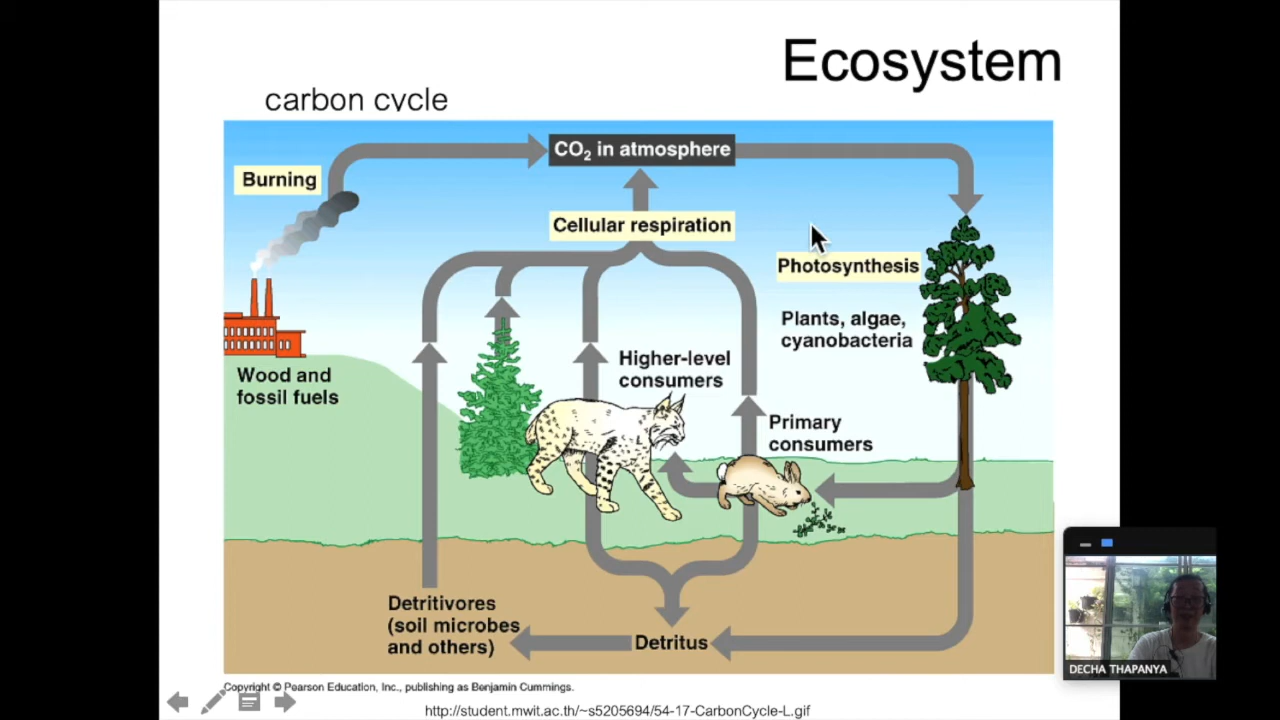 Ecosystem
carbon cycle
CO₂ in atmosphere
Burning
Cellular respiration
Photosynthesis
Plants, algae,
cyanobacteria
Higher-level
consumers
Wood and
fossil fuels
Primary
consumers
Detritivores
(soil microbes
and others)
Detritus
DECHA THAPANYA
Copyright © Pearson Education, Inc., publishing as Benjamin Cummings.
http://student.mwit.ac.th/~s5205694/54-17-CarbonCycle-L.gif